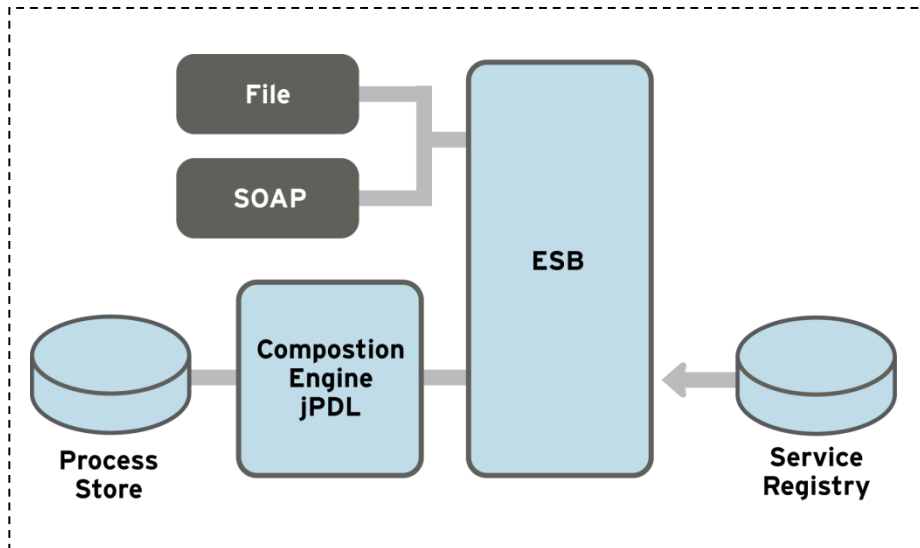 File
SOAP
ESB
Compostion
Engine
jPDL
Process
Store
Service
Registry